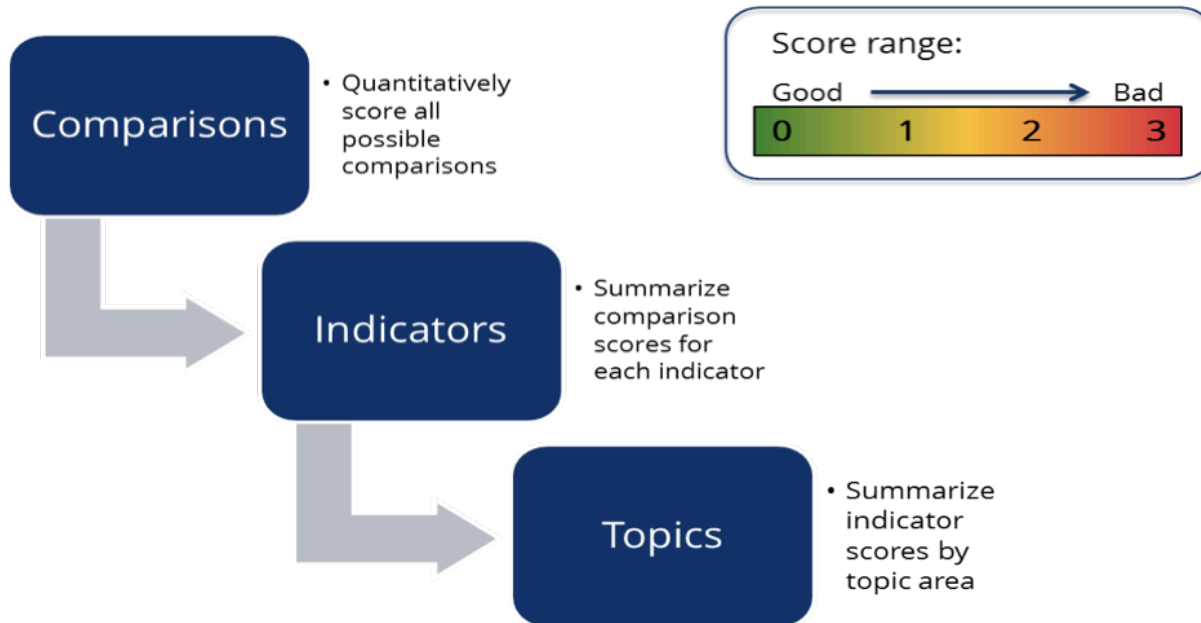 Comparisons
• Quantitatively
score all
possible
comparisons
Score range:
Good Bad
0 1 2 3
Indicators
• Summarize
comparison
scores for
each indicator
Topics
• Summarize
indicator
scores by
topic area